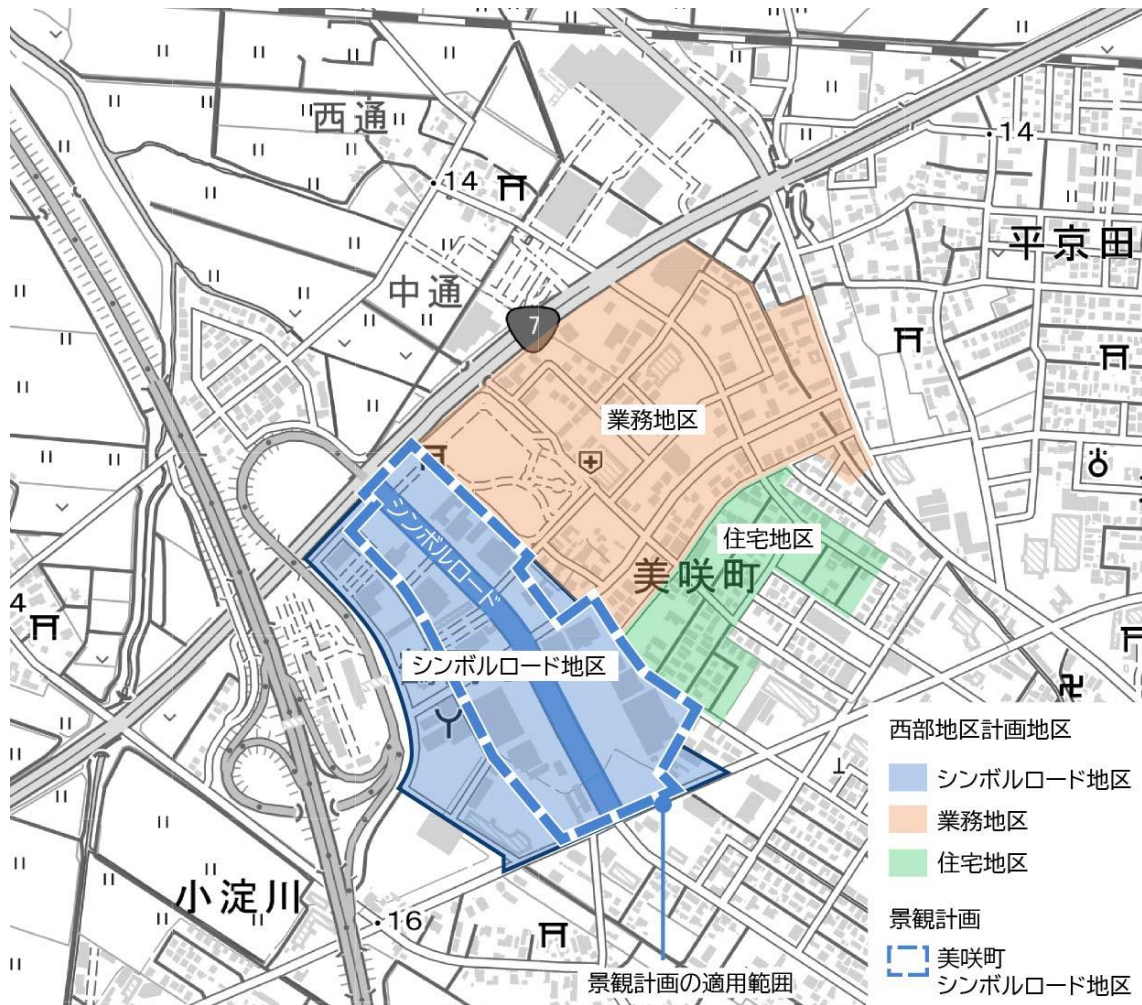 西通
14
平京田
14
中通
7
業務地区
住宅地区
美咲町
シンボルロード
シンボルロード地区
4
小淀川
16
景観計画の適用範囲
西部地区計画地区
シンボルロード地区
業務地区
住宅地区
景観計画
美咲町
シンボルロード地区